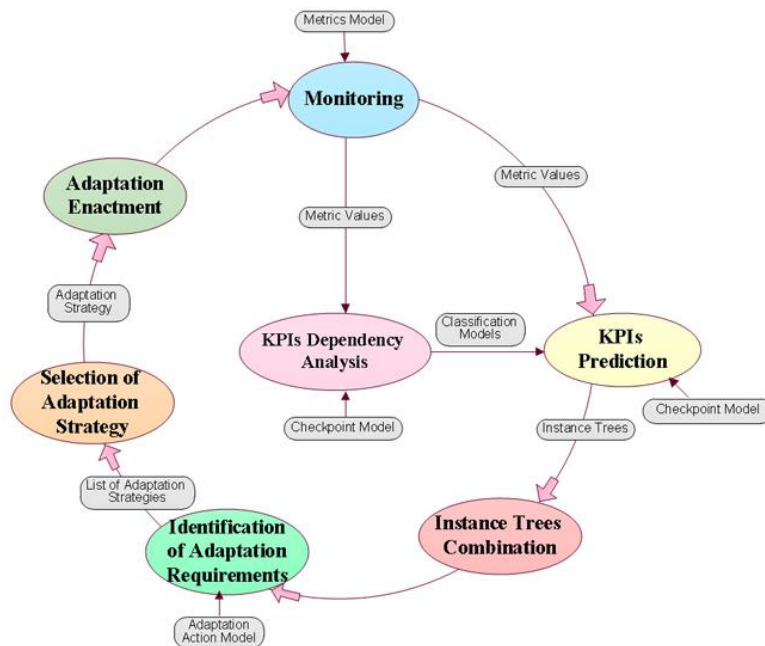 Metrics Model
Monitoring
Adaptation
Enactment
Metric Values
Metric Values
Adaptation
Strategy
KPIs Dependency
Analysis
Classification
Models
KPIs
Prediction
Selection of
Adaptation
Strategy
Checkpoint Model
Checkpoint Model
Instance Trees
List of Adaptation
Strategies
Identification
of Adaptation
Requirements
Instance Trees
Combination
Adaptation
Action Model